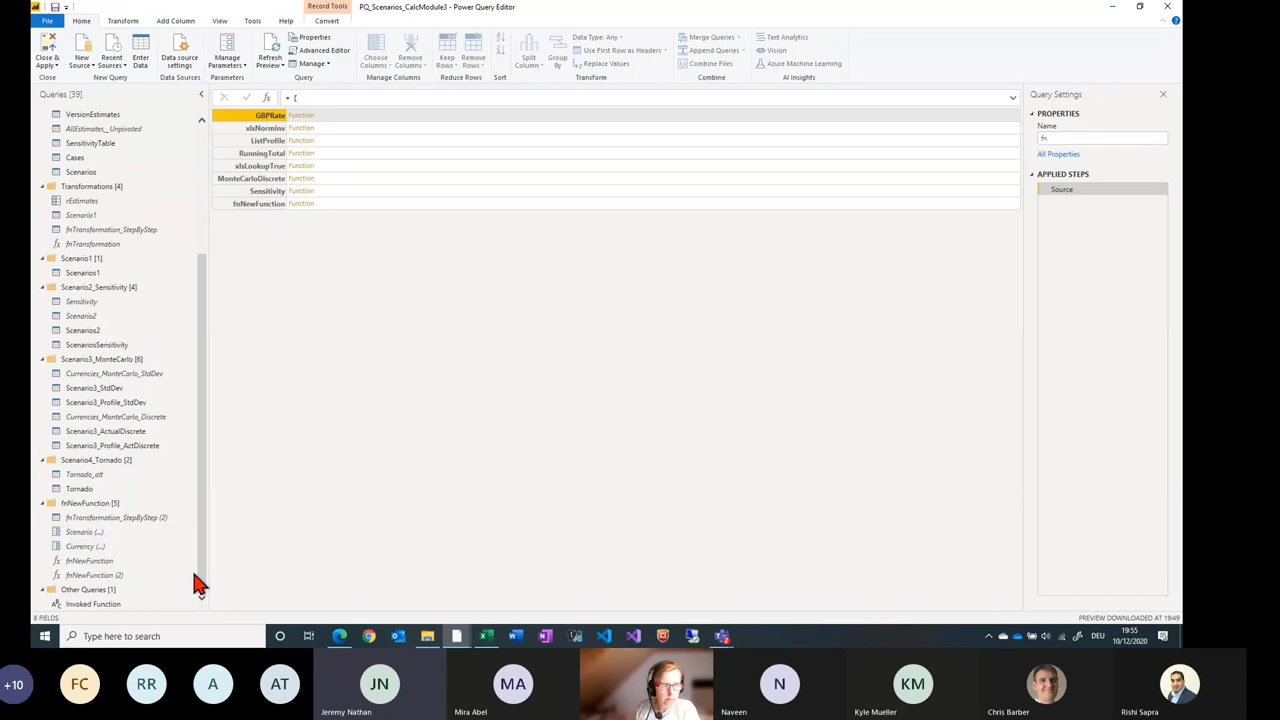 Record Tools
PQ_Scenarios_CalcModule3 - Power Query Editor
File
Home
Transform
Add Column
View
Tools
Help
Convert
Close & Apply
New Source
Recent Sources
Enter Data
Data source settings
Manage Parameters
Refresh Preview
Properties
Advanced Editor
Manage
Choose Columns
Remove Columns
Keep Rows
Remove Rows
Split Column
Group By
Data Type: Any
Use First Row as Headers
Replace Values
Merge Queries
Append Queries
Combine Files
Text Analytics
Vision
Azure Machine Learning
Close
New Query
Data Sources
Parameters
Query
Manage Columns
Reduce Rows
Sort
Transform
Combine
AI Insights
Queries [39]
VersionEstimates
AllEstimates__Unpivoted
SensitivityTable
Cases
Scenarios
Transformations [4]
rEstimates
Scenario1
fnTransformation_StepByStep
fnTransformation
Scenario1 [1]
Scenarios1
Scenario2_Sensitivity [4]
Sensitivity
Scenario2
Scenarios2
ScenariosSensitivity
Scenario3_MonteCarlo [6]
Currencies_MonteCarlo_StdDev
Scenario3_StdDev
Scenario3_Profile_StdDev
Currencies_MonteCarlo_Discrete
Scenario3_ActualDiscrete
Scenario3_Profile_ActDiscrete
Scenario4_Tornado [2]
Tornado_alt
Tornado
fnNewFunction [5]
fnTransformation_StepByStep (2)
Scenario (...)
Currency (...)
fnNewFunction
fnNewFunction (2)
Other Queries [1]
Invoked Function
= [
GBPRate Function
xlsNormInv Function
ListProfile Function
RunningTotal Function
xlsLookupTrue Function
MonteCarloDiscrete Function
Sensitivity Function
fnNewFunction Function
Query Settings
PROPERTIES
Name
fn
All Properties
APPLIED STEPS
Source
8 FIELDS
PREVIEW DOWNLOADED AT 19:49
Type here to search
DEU
19:55
10/12/2020
+10
FC
RR
A
AT
JN
Jeremy Nathan
MA
Mira Abel
N
Naveen
KM
Kyle Mueller
Chris Barber
Rishi Sapra